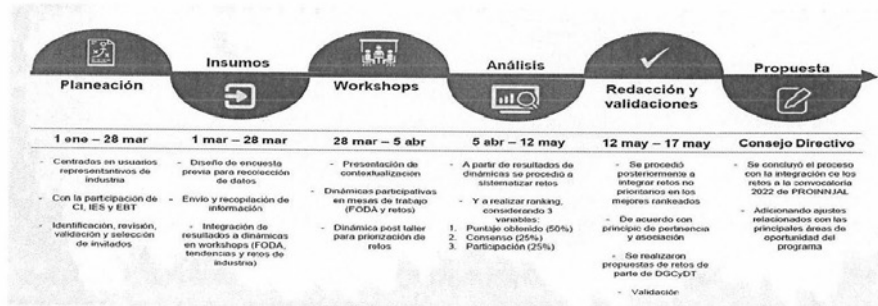 Planeación
Insumos
Workshops
Análisis
Redacción y
validaciones
Propuesta
1 ene – 28 mar
1 mar – 28 mar
28 mar – 5 abr
5 abr – 12 may
12 may – 17 may
Consejo Directivo
- Centradas en usuarios
representantivos de
industria
- Con la participación de
CI, IES y EBT
- Identificación, revisión,
validación y selección
de invitados
- Diseño de encuesta
previa para recolección
de datos
- Envío y recopilación de
información
- Integración de
resultados a dinámicas
en workshops (FODA,
tendencias y retos de
industria)
- Presentación de
contextualización
- Dinámicas participativas
en mesas de trabajo
(FODA y retos)
- Dinámica post taller
para priorización de
retos
- A partir de resultados de
dinámicas se procedió a
sistematizar retos
- Y a realizar ranking,
considerando 3
variables:
1. Puntaje obtenido (50%)
2. Consenso (25%)
3. Participación (25%)
- Se procedió
posteriormente a
integrar retos no
prioritarios en los
mejores rankeados
- De acuerdo con
principio de pertinencia
y asociación
- Se realizaron
propuestas de retos de
parte de DGCyDT
- Validación
- Se concluyó el proceso
con la integración de los
retos a la convocatoria
2022 de PROINNJAL
- Adicionando ajustes
relacionados con las
principales áreas de
oportunidad del
programa